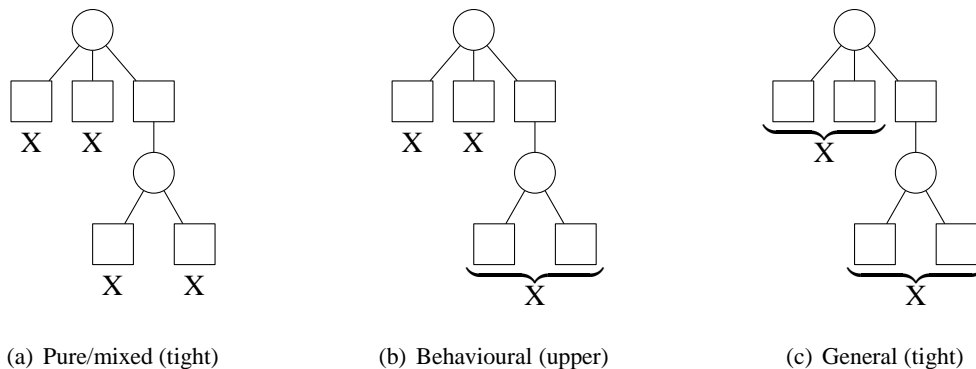 X X X X X
X
X X X X
(a) Pure/mixed (tight) (b) Behavioural (upper) (c) General (tight)